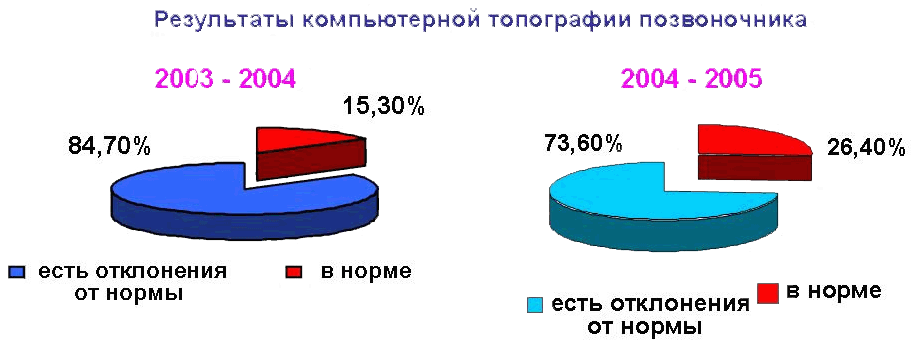 Результаты компьютерной топографии позвоночника
2003 - 2004
15,30%
84,70%
есть отклонения
от нормы
в норме
2004 - 2005
73,60%
26,40%
есть отклонения
от нормы
в норме